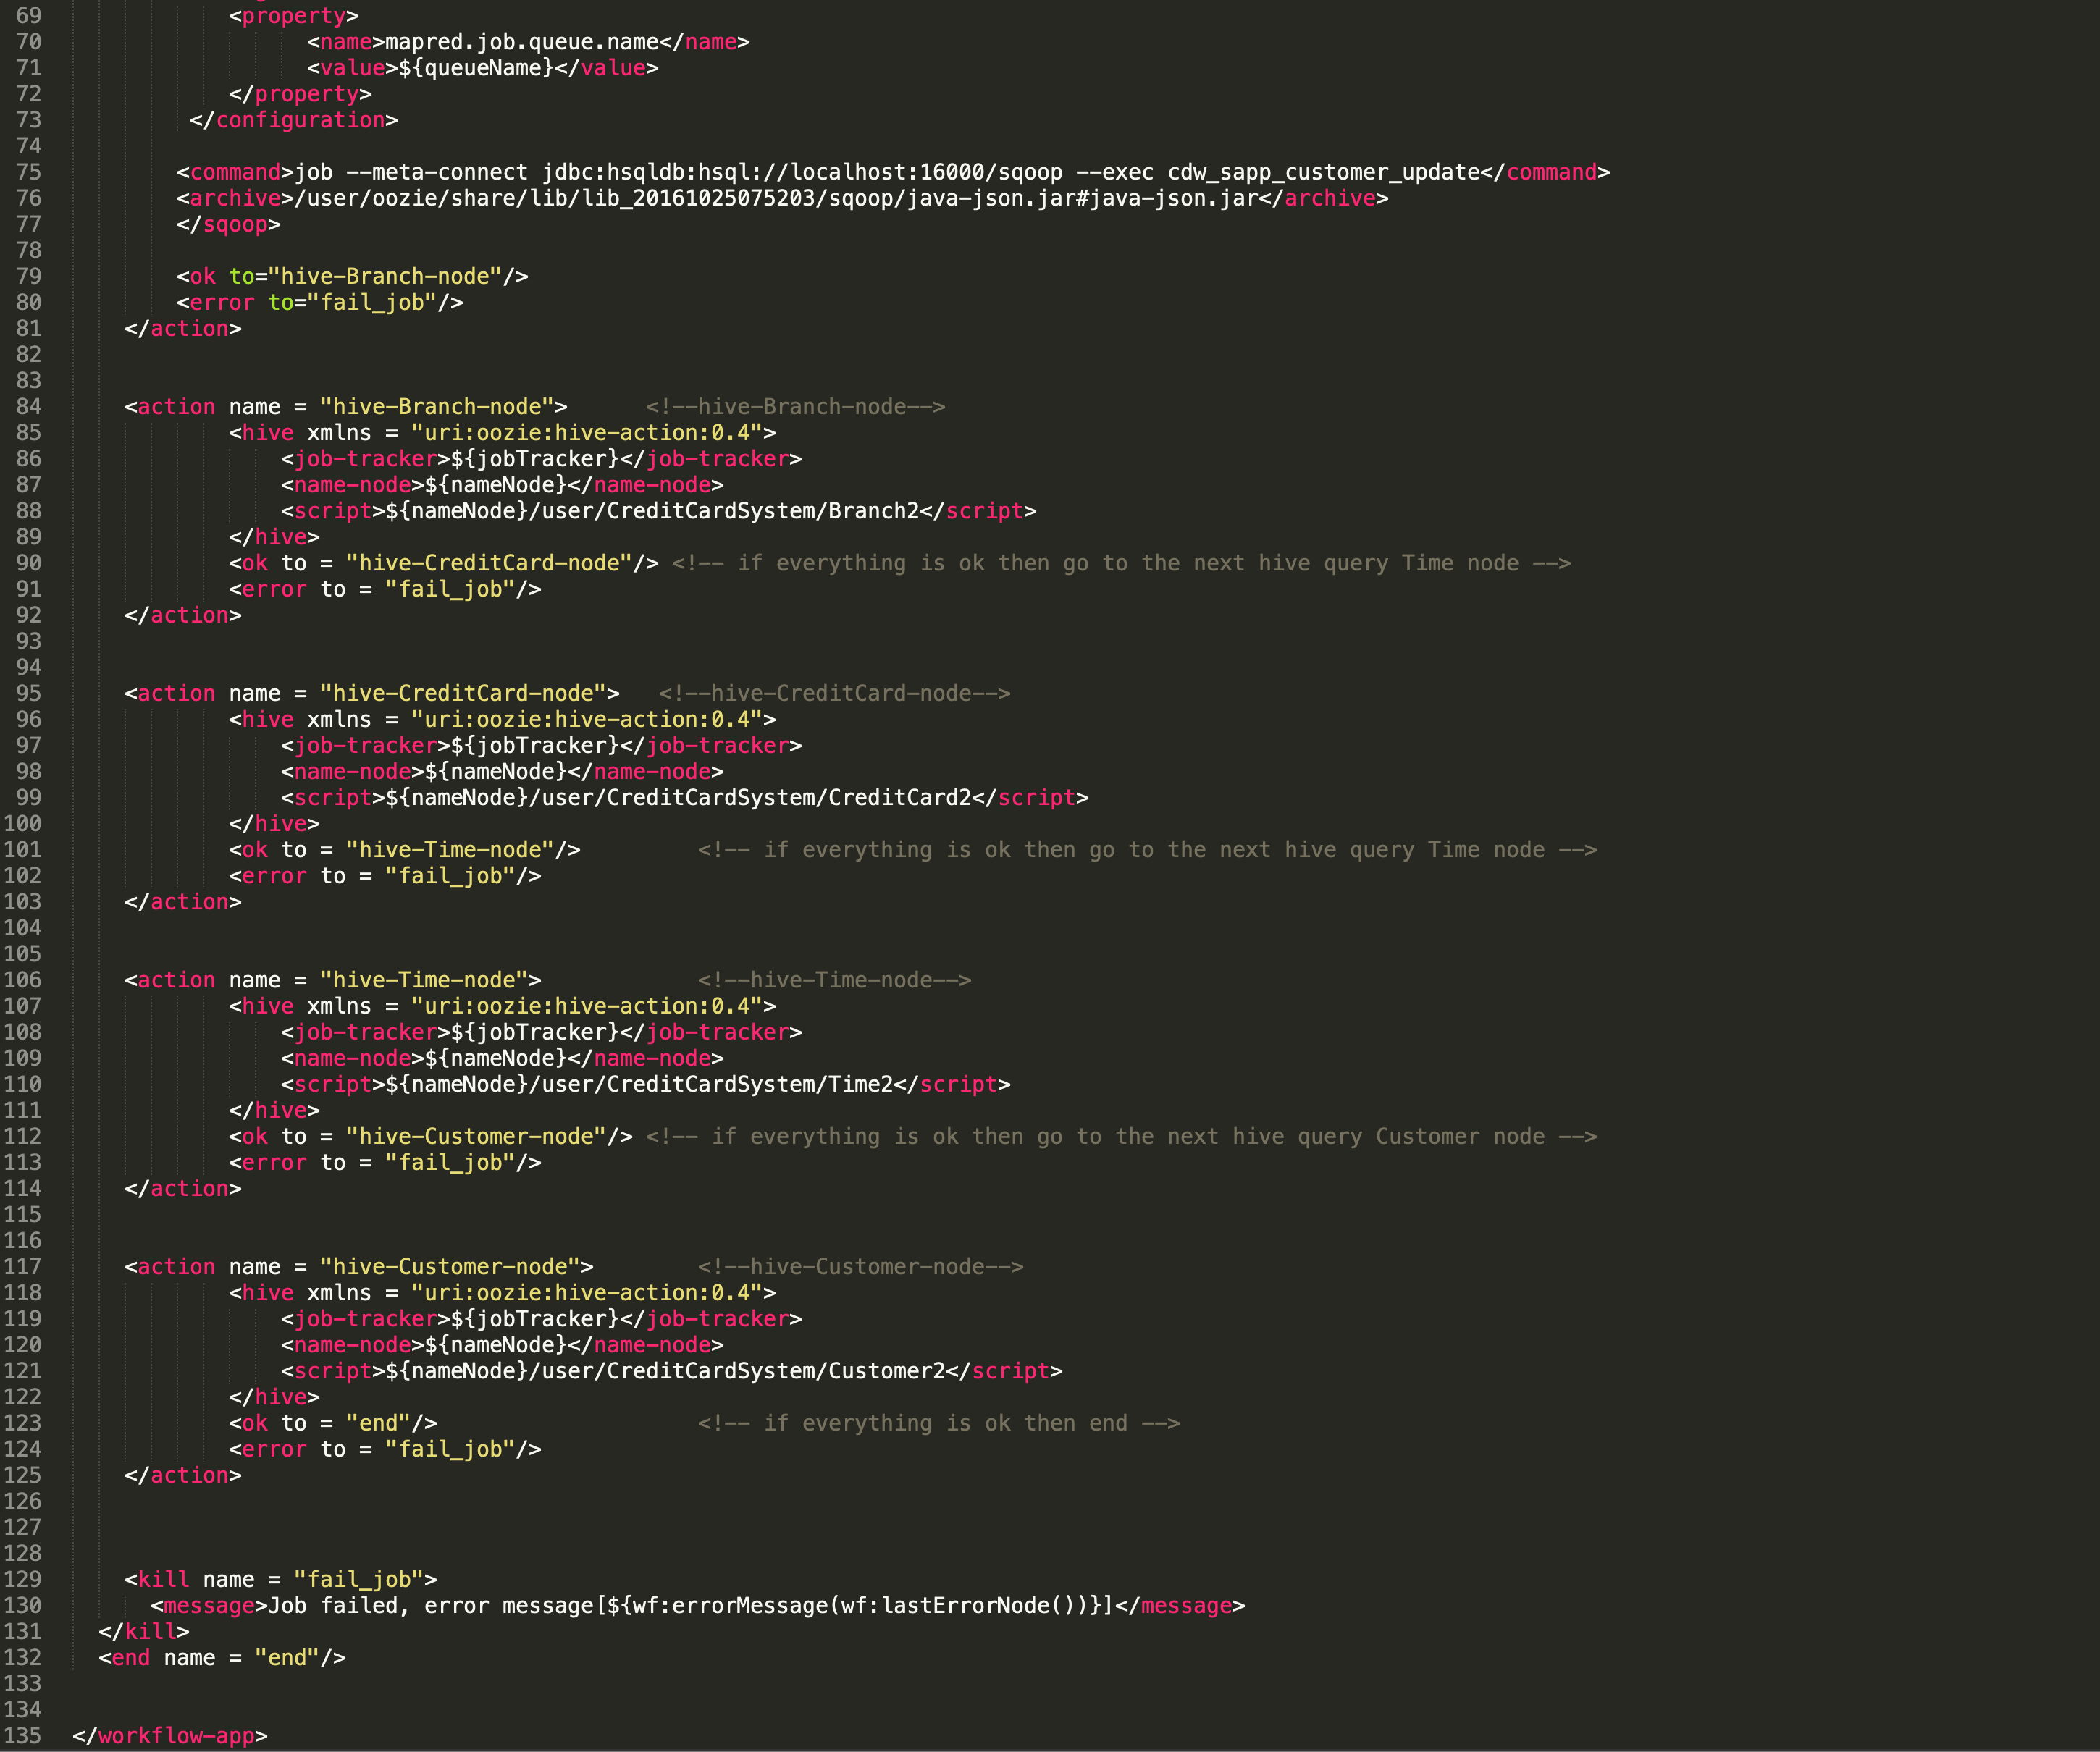 69 <property>
70 <name>mapred.job.queue.name</name>
71 <value>${queueName}</value>
72 </property>
73 </configuration>
74
75 <command>job --meta-connect jdbc:hsqldb:hsql://localhost:16000/sqoop --exec cdw_sapp_customer_update</command>
76 <archive>/user/oozie/share/lib/lib_20161025075203/sqoop/java-json.jar#java-json.jar</archive>
77 </sqoop>
78
79 <ok to="hive-Branch-node"/>
80 <error to="fail_job"/>
81 </action>
82
83
84 <action name = "hive-Branch-node"> <!--hive-Branch-node-->
85 <hive xmlns = "uri:oozie:hive-action:0.4">
86 <job-tracker>${jobTracker}</job-tracker>
87 <name-node>${nameNode}</name-node>
88 <script>${nameNode}/user/CreditCardSystem/Branch2</script>
89 </hive>
90 <ok to = "hive-CreditCard-node"/> <!-- if everything is ok then go to the next hive query Time node -->
91 <error to = "fail_job"/>
92 </action>
93
94
95 <action name = "hive-CreditCard-node"> <!--hive-CreditCard-node-->
96 <hive xmlns = "uri:oozie:hive-action:0.4">
97 <job-tracker>${jobTracker}</job-tracker>
98 <name-node>${nameNode}</name-node>
99 <script>${nameNode}/user/CreditCardSystem/CreditCard2</script>
100 </hive>
101 <ok to = "hive-Time-node"/> <!-- if everything is ok then go to the next hive query Time node -->
102 <error to = "fail_job"/>
103 </action>
104
105
106 <action name = "hive-Time-node"> <!--hive-Time-node-->
107 <hive xmlns = "uri:oozie:hive-action:0.4">
108 <job-tracker>${jobTracker}</job-tracker>
109 <name-node>${nameNode}</name-node>
110 <script>${nameNode}/user/CreditCardSystem/Time2</script>
111 </hive>
112 <ok to = "hive-Customer-node"/> <!-- if everything is ok then go to the next hive query Customer node -->
113 <error to = "fail_job"/>
114 </action>
115
116
117 <action name = "hive-Customer-node"> <!--hive-Customer-node-->
118 <hive xmlns = "uri:oozie:hive-action:0.4">
119 <job-tracker>${jobTracker}</job-tracker>
120 <name-node>${nameNode}</name-node>
121 <script>${nameNode}/user/CreditCardSystem/Customer2</script>
122 </hive>
123 <ok to = "end"/> <!-- if everything is ok then end -->
124 <error to = "fail_job"/>
125 </action>
126
127
128
129 <kill name = "fail_job">
130 <message>Job failed, error message[${wf:errorMessage(wf:lastErrorNode())}]</message>
131 </kill>
132 <end name = "end"/>
133
134
135 </workflow-app>